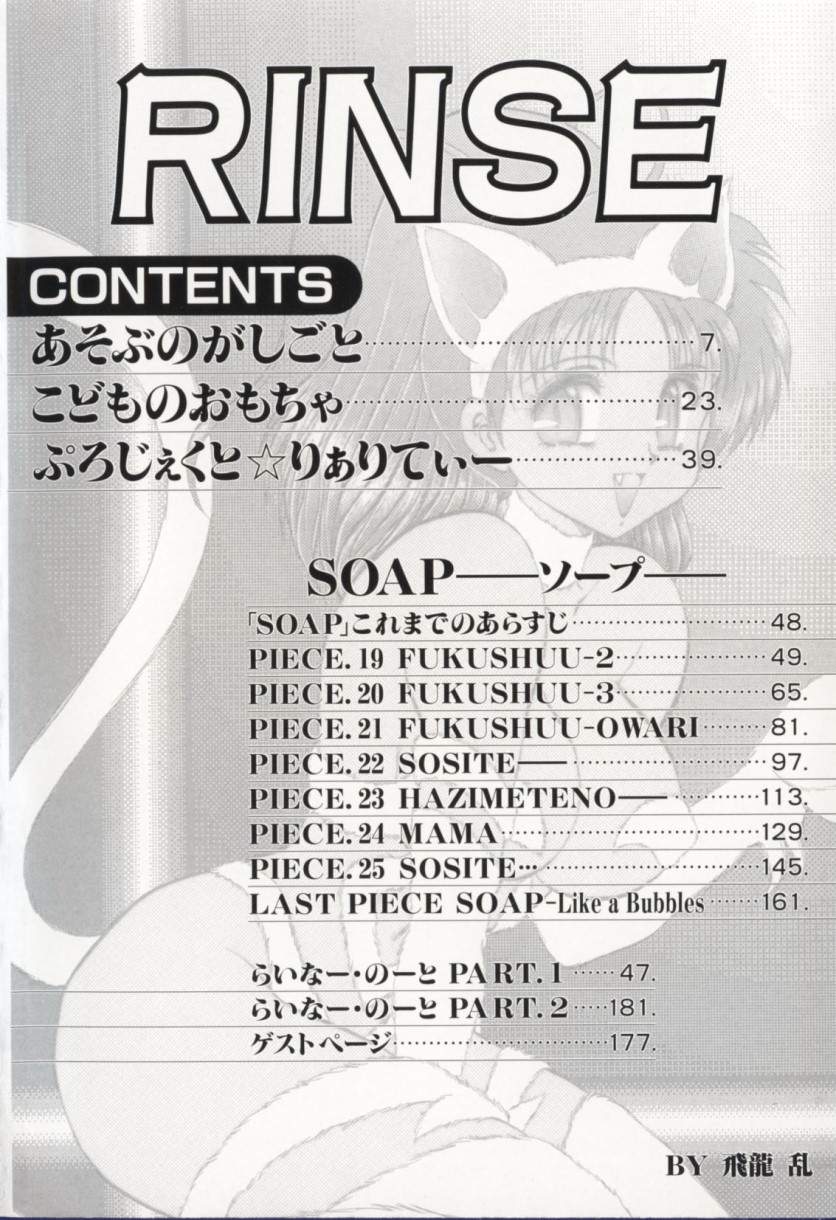 RINSE
CONTENTS
あそぶのがしごと……………………………………7.
こどものおもちゃ……………………………………23.
ぷろじぇくと☆りありてぃー…………………39.
SOAP――ソープ――
「SOAP」これまでのあらすじ………………………48.
PIECE.19 FUKUSHUU-2…………………49.
PIECE.20 FUKUSHUU-3…………………65.
PIECE.21 FUKUSHUU-OWARI………81.
PIECE.22 SOSITE――………………………97.
PIECE.23 HAZIMETENO――…………113.
PIECE.24 MAMA………………………………129.
PIECE.25 SOSITE…………………………145.
LAST PIECE SOAP-Like a Bubbles……161.
らいなー・のーと PART.1……47.
らいなー・のーと PART.2……181.
ゲストページ…………………………177.
BY 飛龍 乱